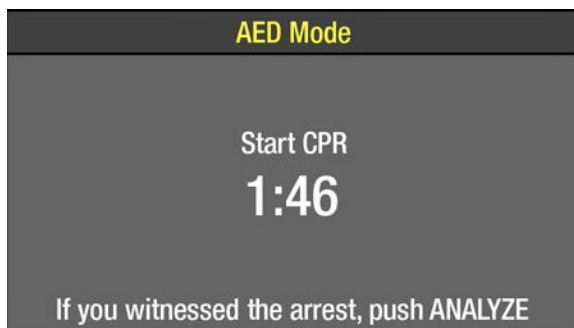 AED Mode
Start CPR
1:46
If you witnessed the arrest, push ANALYZE